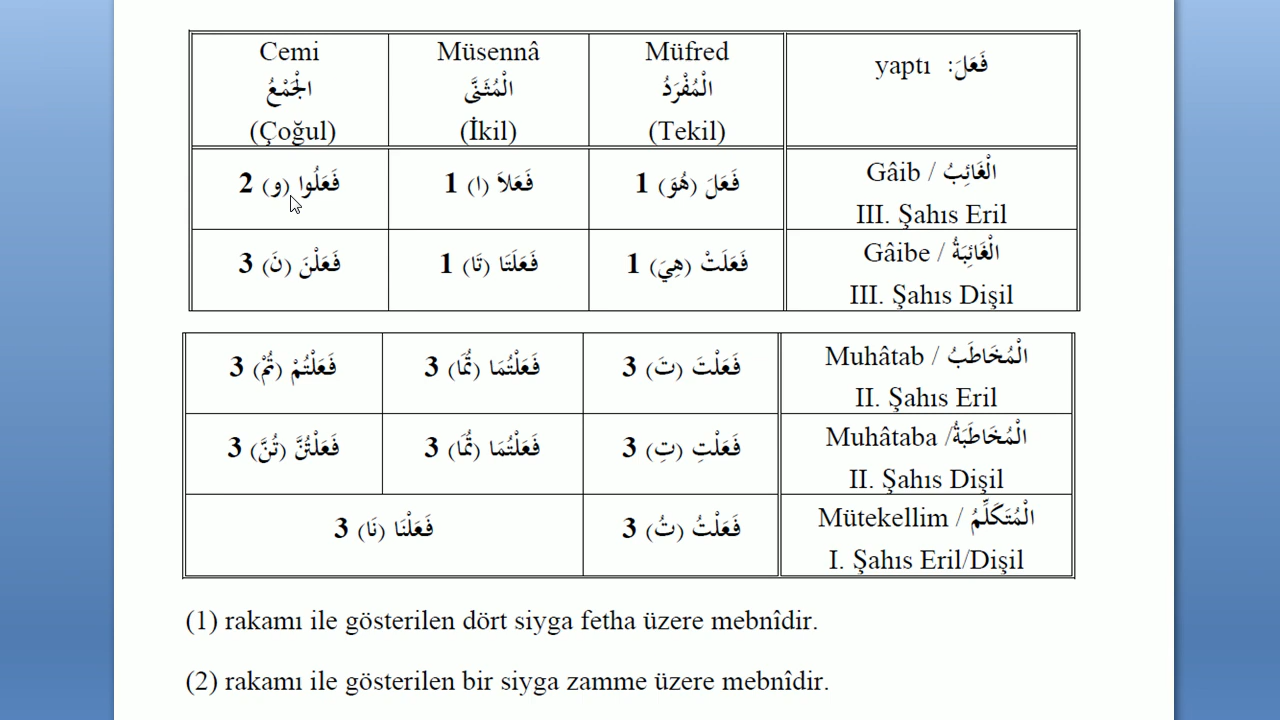 Cemi Müsennâ Müfred yaptı :فَعَلَ
الْجَمْعُ الْمُثَنَّى الْمُفْرَدُ
(Çoğul) (İkil) (Tekil)
فَعَلُوا (و) 2 فَعَلاَ (ا) 1 فَعَلَ (هُوَ) 1 Gâib / الْغَائِبُ
III. Şahıs Eril
فَعَلْنَ (نَ) 3 فَعَلَتَا (تَا) 1 فَعَلَتْ (هِيَ) 1 Gâibe / الْغَائِبَةُ
III. Şahıs Dişil
فَعَلْتُمْ (تُمْ) 3 فَعَلْتُمَا (تُمَا) 3 فَعَلْتَ (تَ) 3 Muhâtab / الْمُخَاطَبُ
II. Şahıs Eril
فَعَلْتُنَّ (تُنَّ) 3 فَعَلْتُمَا (تُمَا) 3 فَعَلْتِ (تِ) 3 Muhâtaba /الْمُخَاطَبَةُ
II. Şahıs Dişil
فَعَلْنَا (نَا) 3 فَعَلْتُ (تُ) 3 Mütekellim / الْمُتَكَلِّمُ
I. Şahıs Eril/Dişil
(1) rakamı ile gösterilen dört siyga fetha üzere mebnîdir.
(2) rakamı ile gösterilen bir siyga zamme üzere mebnîdir.